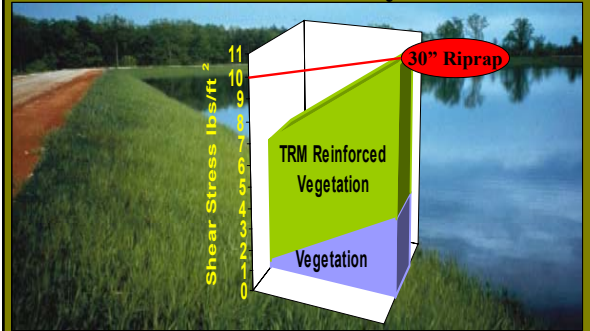 11
10
9
8
7
6
5
4
3
2
1
0
Shear Stress lbs/ft 2
30” Riprap
TRM Reinforced
Vegetation
Vegetation